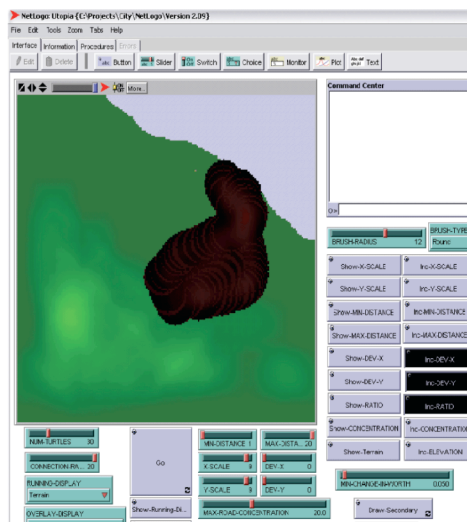 NetLogo: Utopia {C:\Projects\City\NetLogo\Version 2.09}
File Edit Tools Zoom Tabs Help
Interface Information Procedures Errors
Edit Delete Button Slider Switch Choice Monitor Plot Text
More...
Command Center
O>
BRUSH-RADIUS 12
BRUSH-TYPE
Round
Show-X-SCALE Inc-X-SCALE
Show-Y-SCALE Inc-Y-SCALE
Show-MIN-DISTANCE Inc-MIN-DISTANCE
Show-MAX-DISTANCE Inc-MAX-DISTANCE
Show-DEV-X Inc-DEV-X
Show-DEV-Y Inc-DEV-Y
Show-RATIO Inc-RATIO
Show-CONCENTRATION Inc-CONCENTRATION
Show-Terrain Inc-ELEVATION
NUM-TURTLES 30
CONNECTION-RA... 20
RUNNING-DISPLAY
Terrain
OVERLAY-DISPLAY
Go
Show-Running-Di...
MIN-DISTANCE 1 MAX-DISTA... 20
X-SCALE 9 DEV-X 0
Y-SCALE 9 DEV-Y 0
MAX-ROAD-CONCENTRATION 20.0
MIN-CHANGE-IN-WORTH 0.050
Draw-Secondary